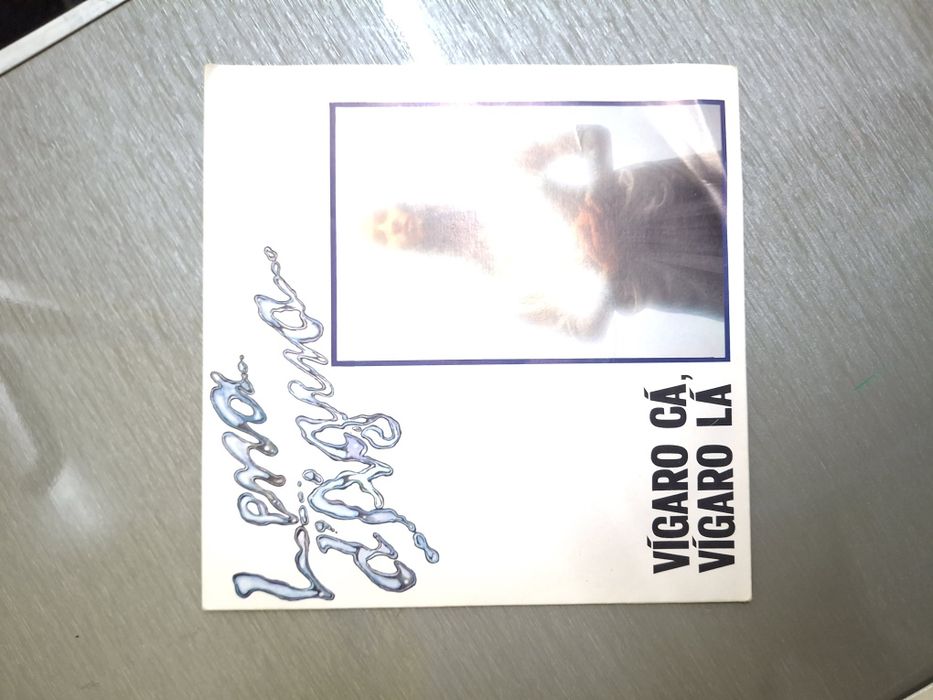 Lena
d'Água
VÍGARO CÁ,
VÍGARO LÁ